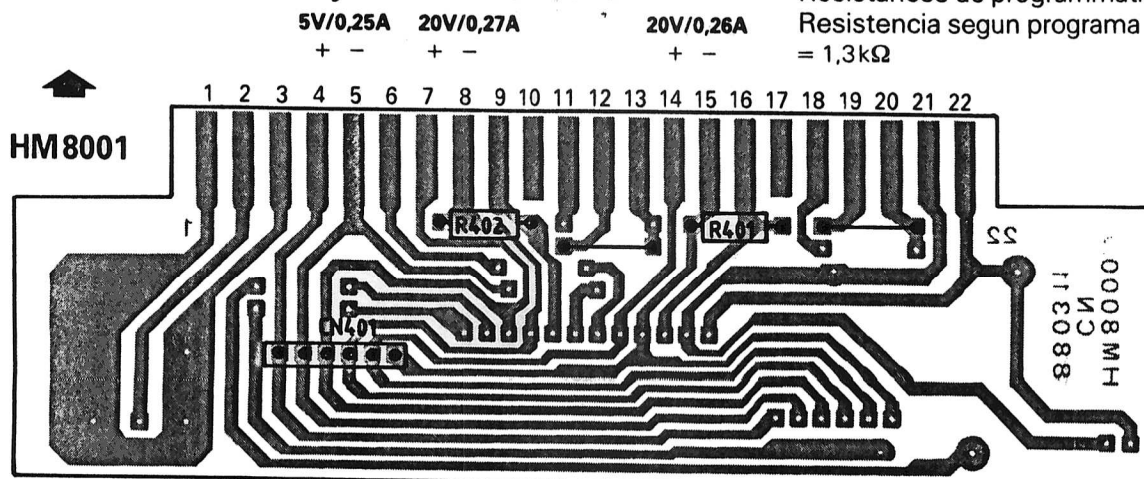 Resistencia segun programa
= 1,3kΩ
5V/0,25A 20V/0,27A 20V/0,26A
+ − + − + −
1 2 3 4 5 6 7 8 9 10 11 12 13 14 15 16 17 18 19 20 21 22
HM8001
R402
R401
1
22
CN401
880311
CN
HM8000